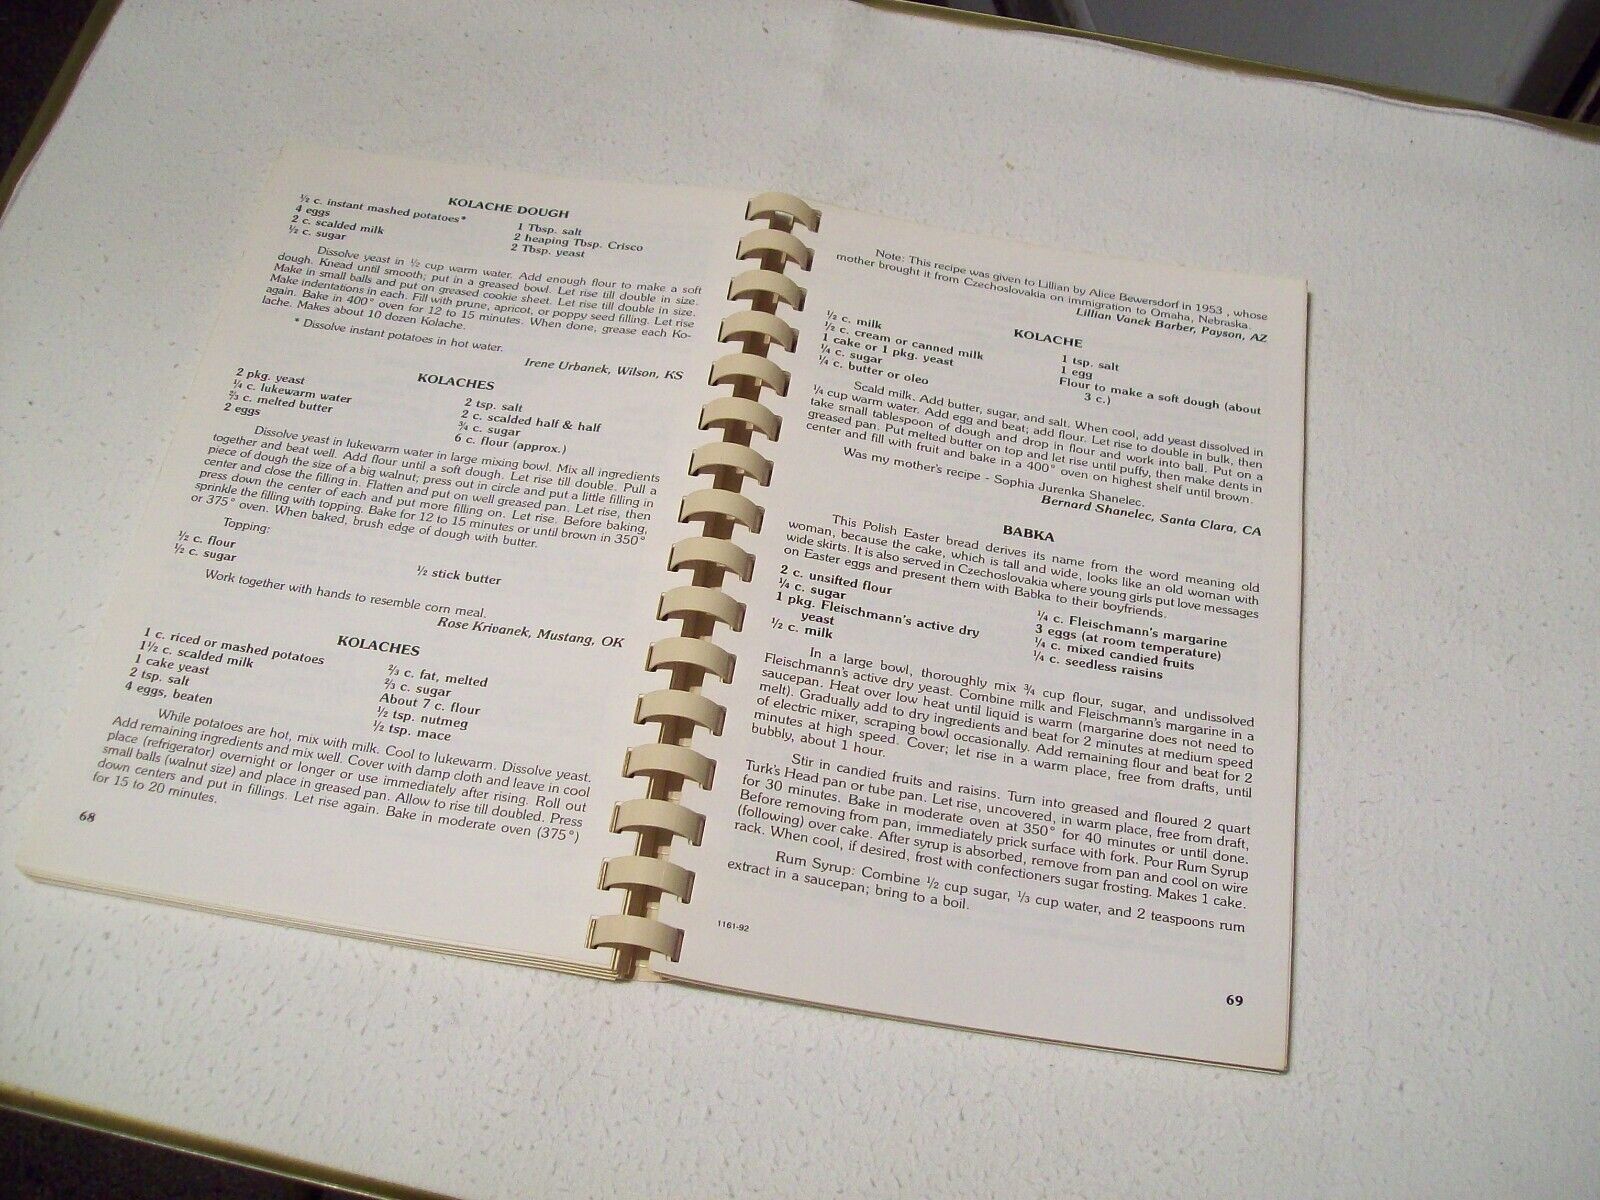 KOLACHE DOUGH
½ c. instant mashed potatoes*
4 eggs
2 c. scalded milk
½ c. sugar
1 Tbsp. salt
2 heaping Tbsp. Crisco
2 Tbsp. yeast
Dissolve yeast in ½ cup warm water. Add enough flour to make a soft
dough. Knead until smooth; put in a greased bowl. Let rise till double in size.
Make in small balls and put on greased cookie sheet. Let rise till double in size.
Make indentations in each. Fill with prune, apricot, or poppy seed filling. Let rise
again. Bake in 400° oven for 12 to 15 minutes. When done, grease each Ko-
lache. Makes about 10 dozen Kolache.
* Dissolve instant potatoes in hot water.
Irene Urbanek, Wilson, KS
KOLACHES
2 pkg. yeast
¼ c. lukewarm water
⅔ c. melted butter
2 eggs
2 tsp. salt
2 c. scalded half & half
¾ c. sugar
6 c. flour (approx.)
Dissolve yeast in lukewarm water in large mixing bowl. Mix all ingredients
together and beat well. Add flour until a soft dough. Let rise till double. Pull a
piece of dough the size of a big walnut; press out in circle and put a little filling in
center and close the filling in. Flatten and put on well greased pan. Let rise, then
press down the center of each and put more filling on. Let rise. Before baking,
sprinkle the filling with topping. Bake for 12 to 15 minutes or until brown in 350°
or 375° oven. When baked, brush edge of dough with butter.
Topping:
½ c. flour
½ c. sugar
½ stick butter
Work together with hands to resemble corn meal.
Rose Krivanek, Mustang, OK
KOLACHES
1 c. riced or mashed potatoes
1½ c. scalded milk
1 cake yeast
2 tsp. salt
4 eggs, beaten
⅔ c. fat, melted
⅔ c. sugar
About 7 c. flour
½ tsp. nutmeg
½ tsp. mace
While potatoes are hot, mix with milk. Cool to lukewarm. Dissolve yeast.
Add remaining ingredients and mix well. Cover with damp cloth and leave in cool
place (refrigerator) overnight or longer or use immediately after rising. Roll out
small balls (walnut size) and place in greased pan. Allow to rise till doubled. Press
down centers and put in fillings. Let rise again. Bake in moderate oven (375°)
for 15 to 20 minutes.
68
Note: This recipe was given to Lillian by Alice Bewersdorf in 1953 , whose
mother brought it from Czechoslovakia on immigration to Omaha, Nebraska.
Lillian Vanek Barber, Payson, AZ
KOLACHE
½ c. milk
½ c. cream or canned milk
1 cake or 1 pkg. yeast
¼ c. sugar
¼ c. butter or oleo
1 tsp. salt
1 egg
Flour to make a soft dough (about
3 c.)
Scald milk. Add butter, sugar, and salt. When cool, add yeast dissolved in
¼ cup warm water. Add egg and beat; add flour. Let rise to double in bulk, then
take small tablespoon of dough and drop in flour and work into ball. Put on a
greased pan. Put melted butter on top and let rise until puffy, then make dents in
center and fill with fruit and bake in a 400° oven on highest shelf until brown.
Was my mother's recipe - Sophia Jurenka Shanelec.
Bernard Shanelec, Santa Clara, CA
BABKA
This Polish Easter bread derives its name from the word meaning old
woman, because the cake, which is tall and wide, looks like an old woman with
wide skirts. It is also served in Czechoslovakia where young girls put love messages
on Easter eggs and present them with Babka to their boyfriends.
2 c. unsifted flour
¼ c. sugar
1 pkg. Fleischmann's active dry
yeast
½ c. milk
¼ c. Fleischmann's margarine
3 eggs (at room temperature)
¼ c. mixed candied fruits
¼ c. seedless raisins
In a large bowl, thoroughly mix ¾ cup flour, sugar, and undissolved
Fleischmann's active dry yeast. Combine milk and Fleischmann's margarine in a
saucepan. Heat over low heat until liquid is warm (margarine does not need to
melt). Gradually add to dry ingredients and beat for 2 minutes at medium speed
of electric mixer, scraping bowl occasionally. Add remaining flour and beat for 2
minutes at high speed. Cover; let rise in a warm place, free from drafts, until
bubbly, about 1 hour.
Stir in candied fruits and raisins. Turn into greased and floured 2 quart
Turk's Head pan or tube pan. Let rise, uncovered, in warm place, free from draft,
for 30 minutes. Bake in moderate oven at 350° for 40 minutes or until done.
Before removing from pan, immediately prick surface with fork. Pour Rum Syrup
(following) over cake. After syrup is absorbed, remove from pan and cool on wire
rack. When cool, if desired, frost with confectioners sugar frosting. Makes 1 cake.
Rum Syrup: Combine ½ cup sugar, ⅓ cup water, and 2 teaspoons rum
extract in a saucepan; bring to a boil.
1161-92
69